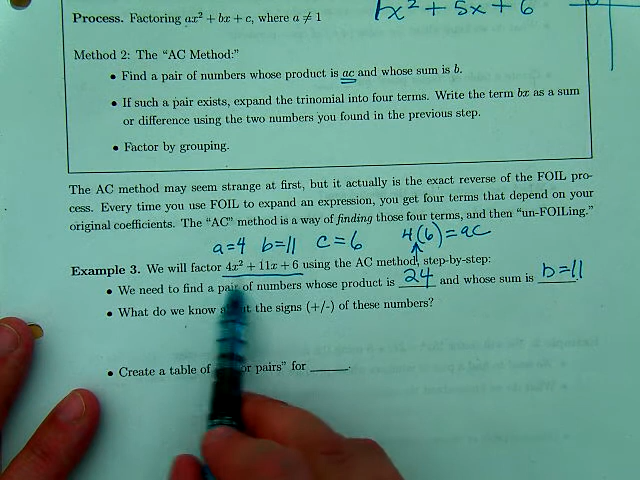 Process. Factoring ax² + bx + c, where a ≠ 1
x² + 5x + 6
Method 2: The “AC Method:”
• Find a pair of numbers whose product is ac and whose sum is b.
• If such a pair exists, expand the trinomial into four terms. Write the term bx as a sum
or difference using the two numbers you found in the previous step.
• Factor by grouping.
The AC method may seem strange at first, but it actually is the exact reverse of the FOIL pro-
cess. Every time you use FOIL to expand an expression, you get four terms that depend on your
original coefficients. The “AC” method is a way of finding those four terms, and then “un-FOILing.”
a=4 b=11 c=6 4(6)=ac
Example 3. We will factor 4x² + 11x + 6 using the AC method, step-by-step:
• We need to find a pair of numbers whose product is 24 and whose sum is b=11.
• What do we know the signs (+/-) of these numbers?
• Create a table of pairs” for ______.